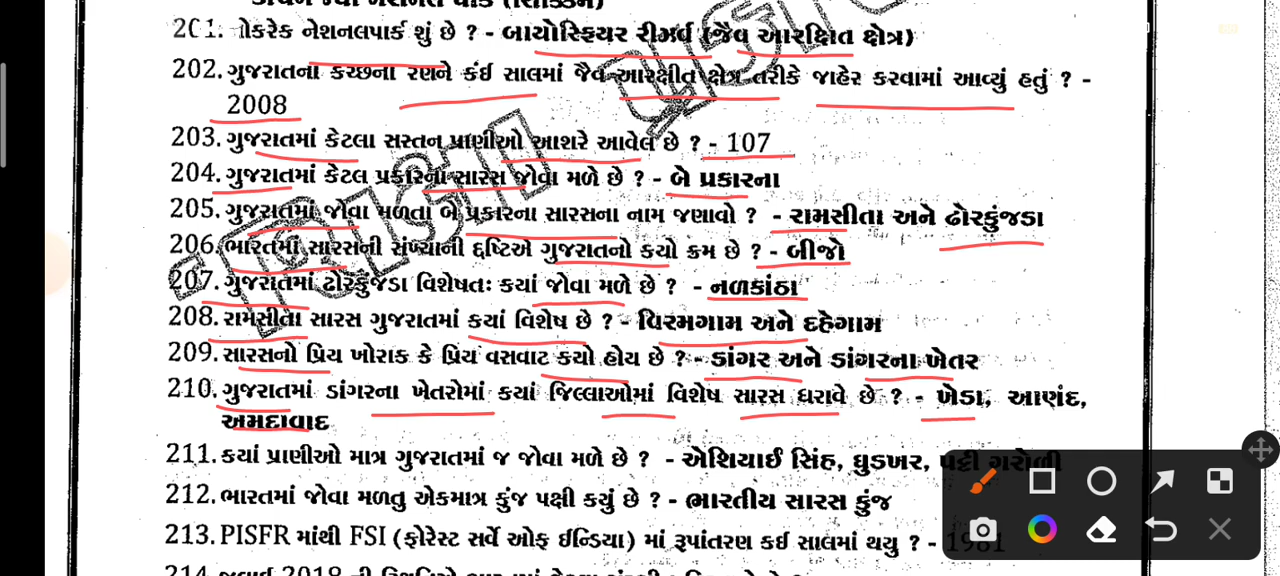 201. ોકરેક નેશનલપાર્ક શું છે ? - બાયોસ્ફિયર રીઝર્વ (જૈવ આરક્ષિત ક્ષેત્ર)
202. ગુજરાતના કચ્છના રણને કંઈ સાલમાં જૈવ આરક્ષીત ક્ષેત્ર તરીકે જાહેર કરવામાં આવ્યું હતું ? -
2008
203. ગુજરાતમાં કેટલા સસ્તન પ્રાણીઓ આશરે આવેલ છે ? - 107
204. ગુજરાતમાં કેટલ પ્રકારના સારસ જોવા મળે છે ? - બે પ્રકારના
205. ગુજરાતમાં જોવા મળતા બે પ્રકારના સારસના નામ જણાવો ? - રામસીતા અને ઢોરકુંજડા
206. ભારતમાં સારસની સંખ્યાની દ્દષ્ટિએ ગુજરાતનો કયો ક્રમ છે ? - બીજો
207. ગુજરાતમાં ઢોરકુંજડા વિશેષતઃ કયાં જોવા મળે છે ? - નળકાંઠા
208. રામસીતા સારસ ગુજરાતમાં કયાં વિશેષ છે ? - વિરમગામ અને દહેગામ
209. સારસનો પ્રિય ખોરાક કે પ્રિય વસવાટ કયો હોય છે ? - ડાંગર અને ડાંગરના ખેતર
210. ગુજરાતમાં ડાંગરના ખેતરોમાં કયાં જિલ્લાઓમાં વિશેષ સારસ ધરાવે છે ? - ખેડા, આણંદ,
અમદાવાદ
211. કયાં પ્રાણીઓ માત્ર ગુજરાતમાં જ જોવા મળે છે ? - એશિયાઈ સિંહ, ઘુડખર, પટ્ટી ગરોળી
212. ભારતમાં જોવા મળતુ એકમાત્ર કુંજ પક્ષી કયું છે ? - ભારતીય સારસ કુંજ
213. PISFR માંથી FSI (ફોરેસ્ટ સર્વે ઓફ ઈન્ડિયા) માં રૂપાંતરણ કઈ સાલમાં થયુ ? - 1981